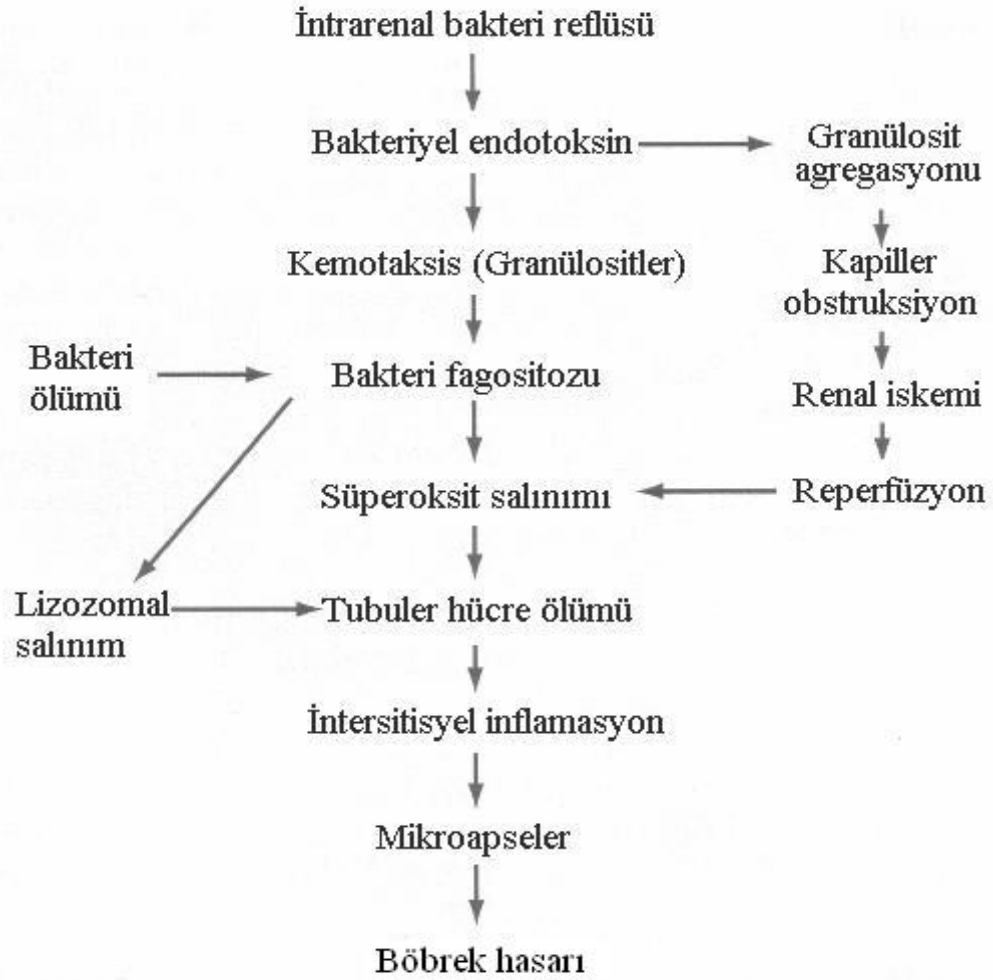 İntrarenal bakteri reflüsü
Bakteriyel endotoksin
Granülosit
agregasyonu
Kemotaksis (Granülositler)
Kapiller
obstruksiyon
Bakteri
ölümü
Bakteri fagositozu
Renal iskemi
Süperoksit salınımı
Reperfüzyon
Lizozomal
salınım
Tubuler hücre ölümü
İntersitisyel inflamasyon
Mikroapseler
Böbrek hasarı